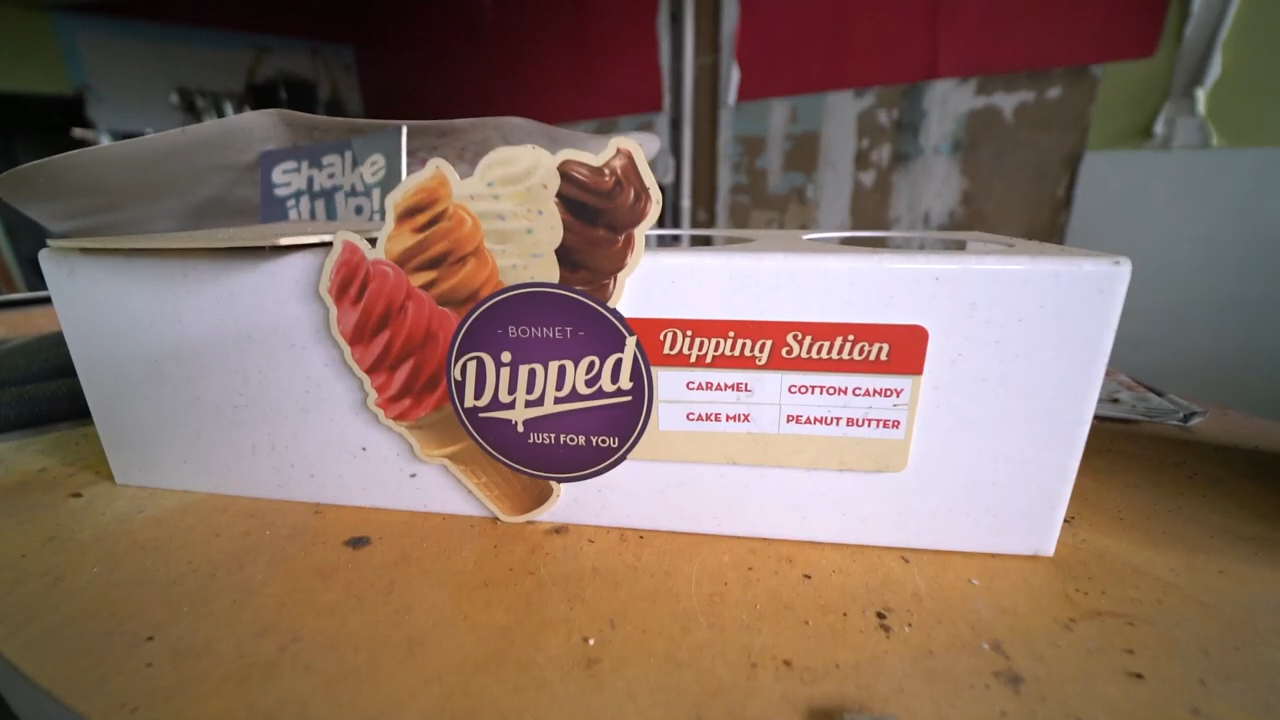 Shake
it Up!
- BONNET -
Dipped
JUST FOR YOU
Dipping Station
CARAMEL
COTTON CANDY
CAKE MIX
PEANUT BUTTER